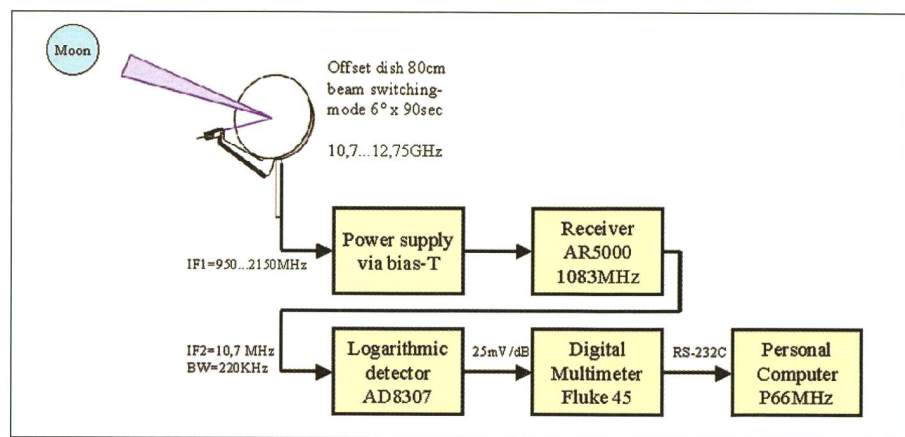 Moon
Offset dish 80cm
beam switching-
mode 6° x 90sec
10,7...12,75GHz
IF1=950...2150MHz
Power supply
via bias-T
Receiver
AR5000
1083MHz
IF2=10,7 MHz
BW=220KHz
Logarithmic
detector
AD8307
25mV/dB
Digital
Multimeter
Fluke 45
RS-232C
Personal
Computer
P66MHz